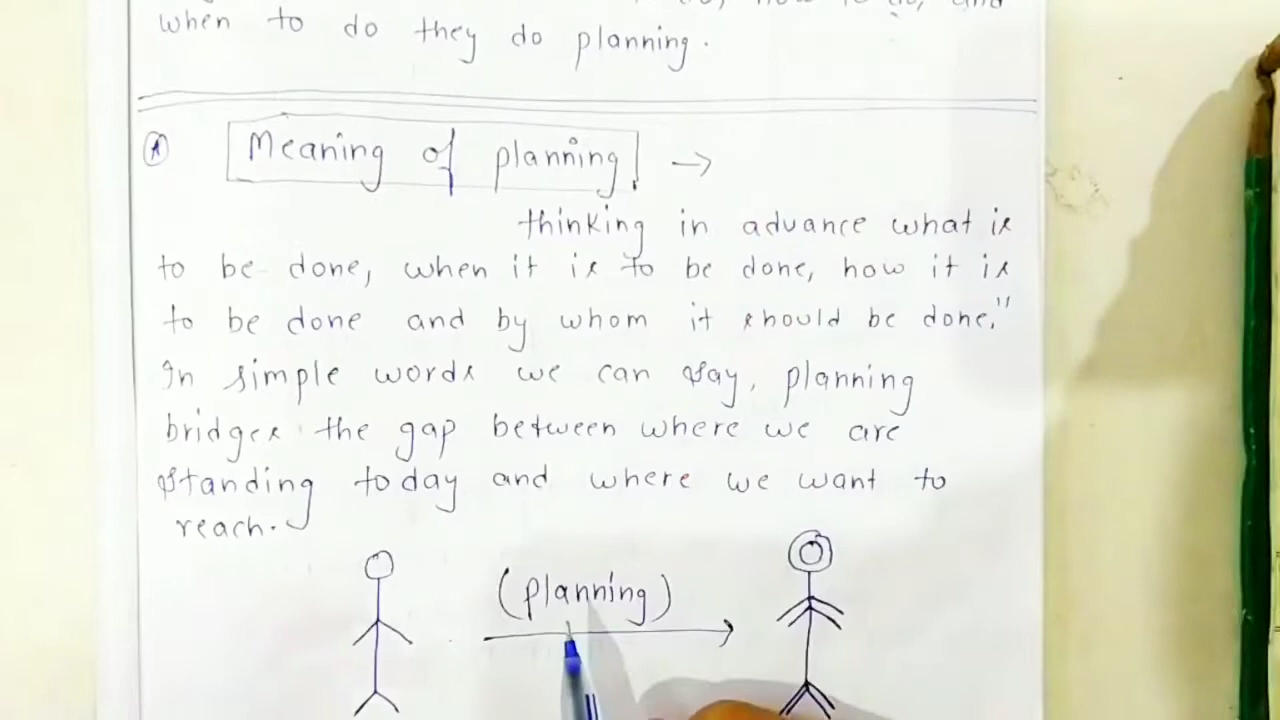 when to do they do planning.
A Meaning of planning →
thinking in advance what is
to be done, when it is to be done, how it is
to be done and by whom it should be done."
In simple words we can say, planning
bridges the gap between where we are
standing today and where we want to
reach.
(planning)